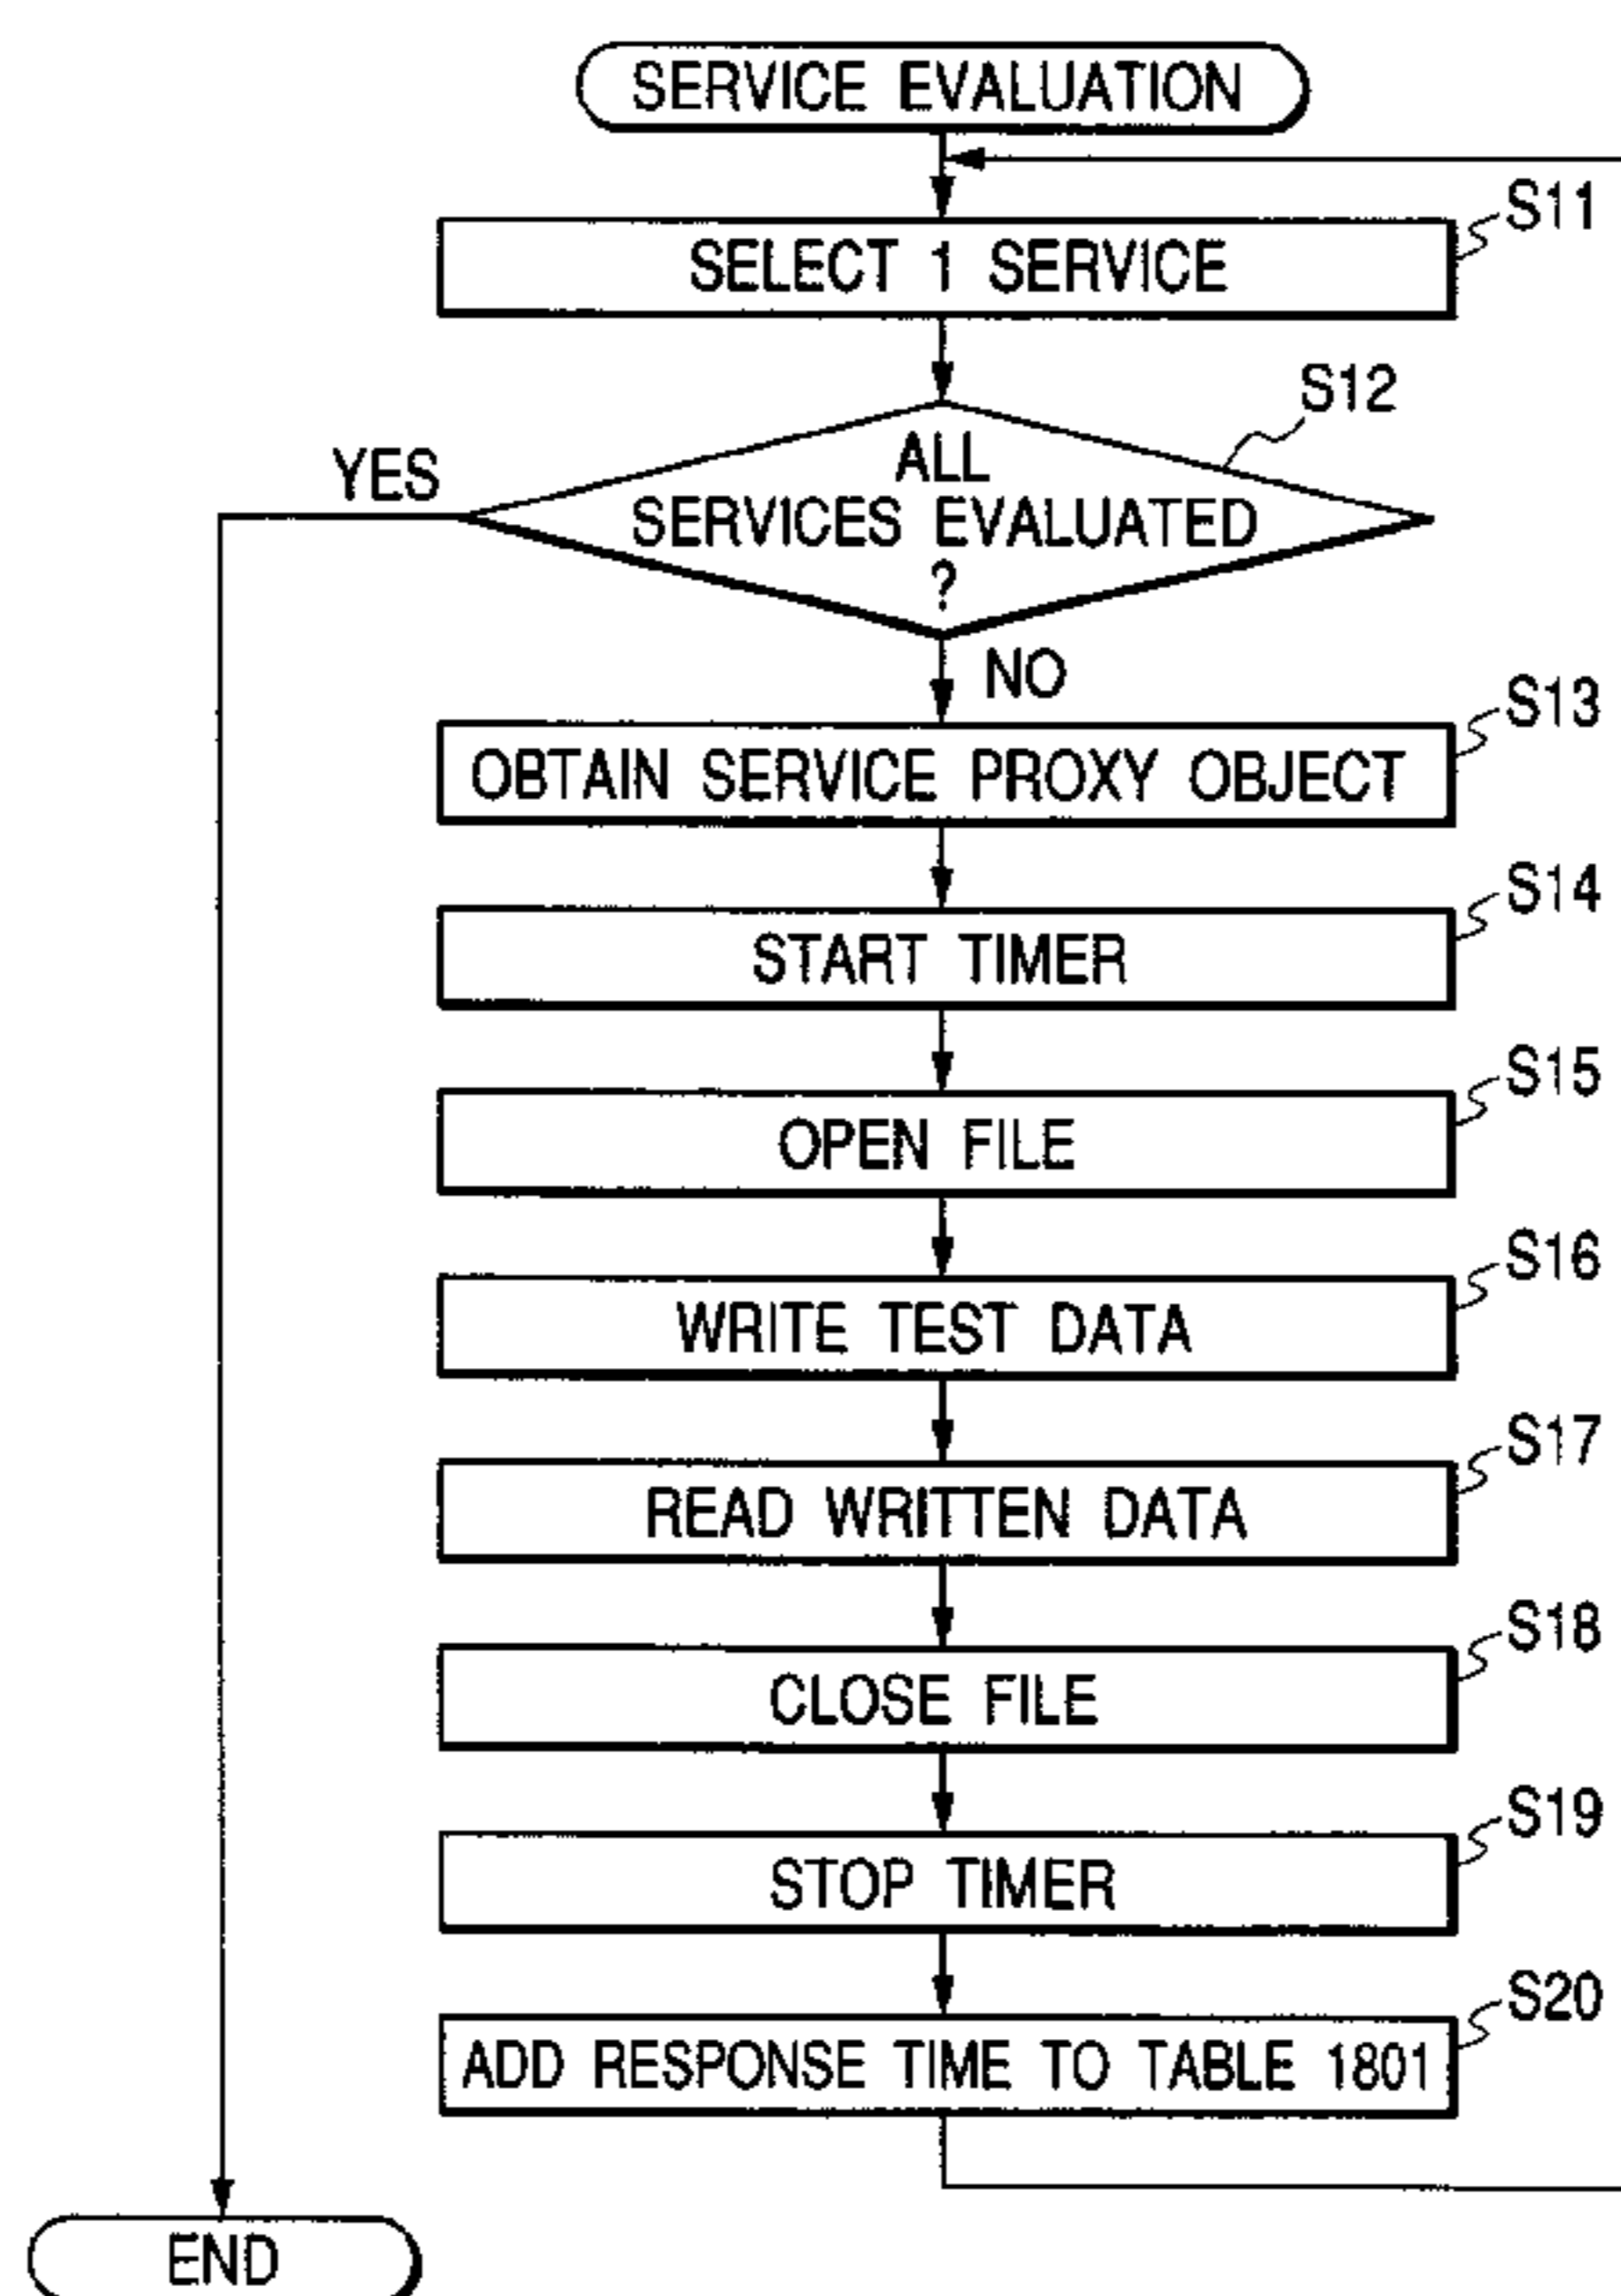 SERVICE EVALUATION
S11
SELECT 1 SERVICE
S12
YES
ALL
SERVICES EVALUATED
?
NO
S13
OBTAIN SERVICE PROXY OBJECT
S14
START TIMER
S15
OPEN FILE
S16
WRITE TEST DATA
S17
READ WRITTEN DATA
S18
CLOSE FILE
S19
STOP TIMER
S20
ADD RESPONSE TIME TO TABLE 1801
END